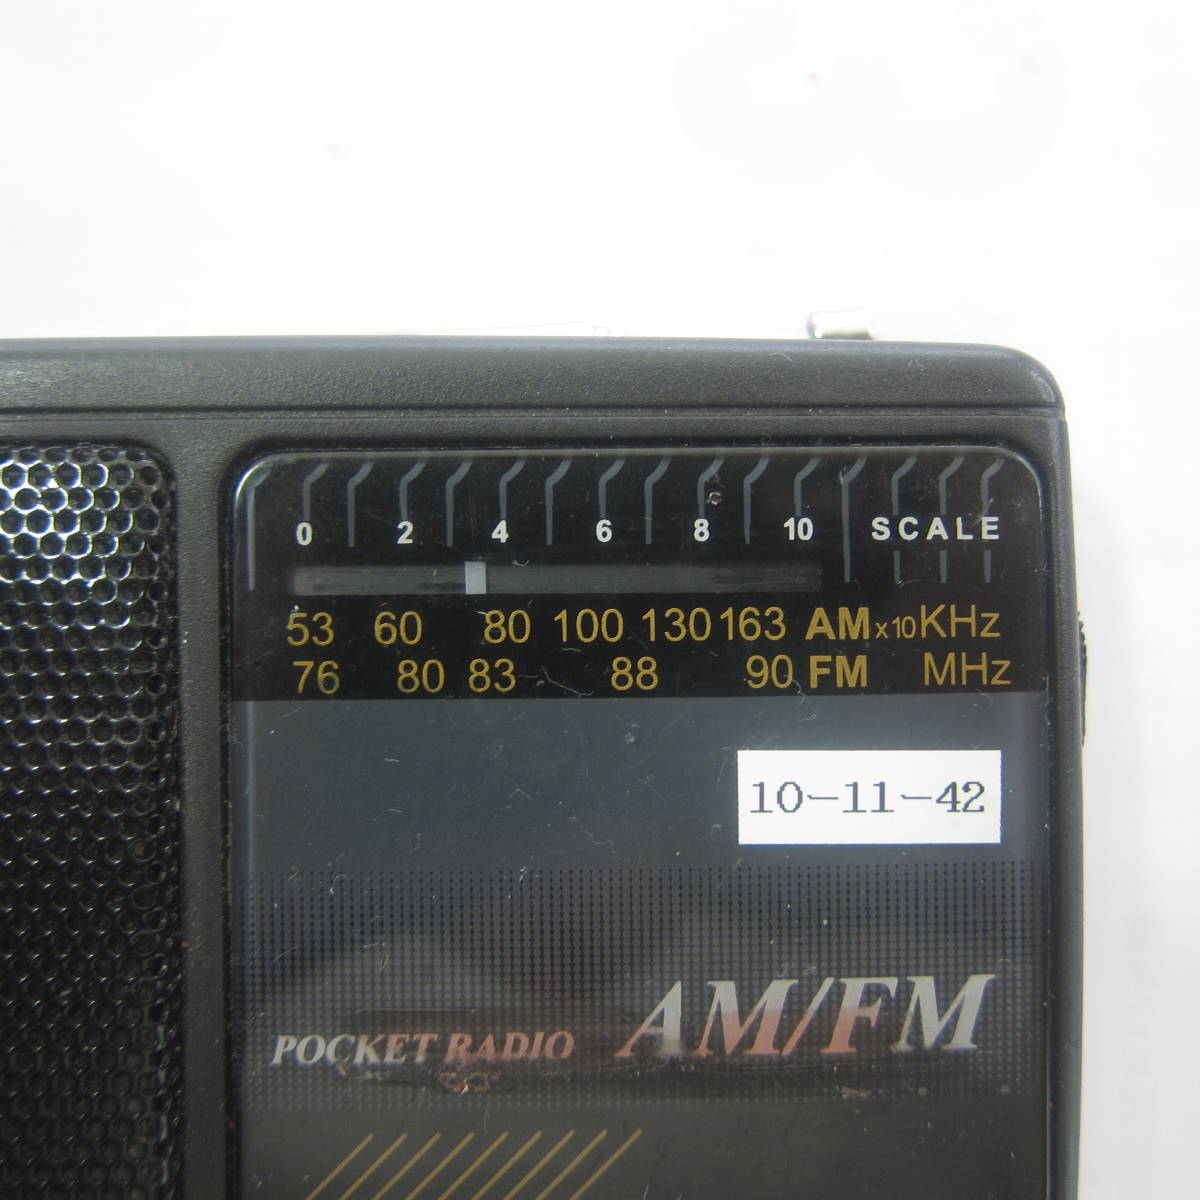 0 2 4 6 8 10 SCALE
53 60 80 100 130 163 AM x10 KHz
76 80 83 88 90 FM MHz
10-11-42
POCKET RADIO AM/FM